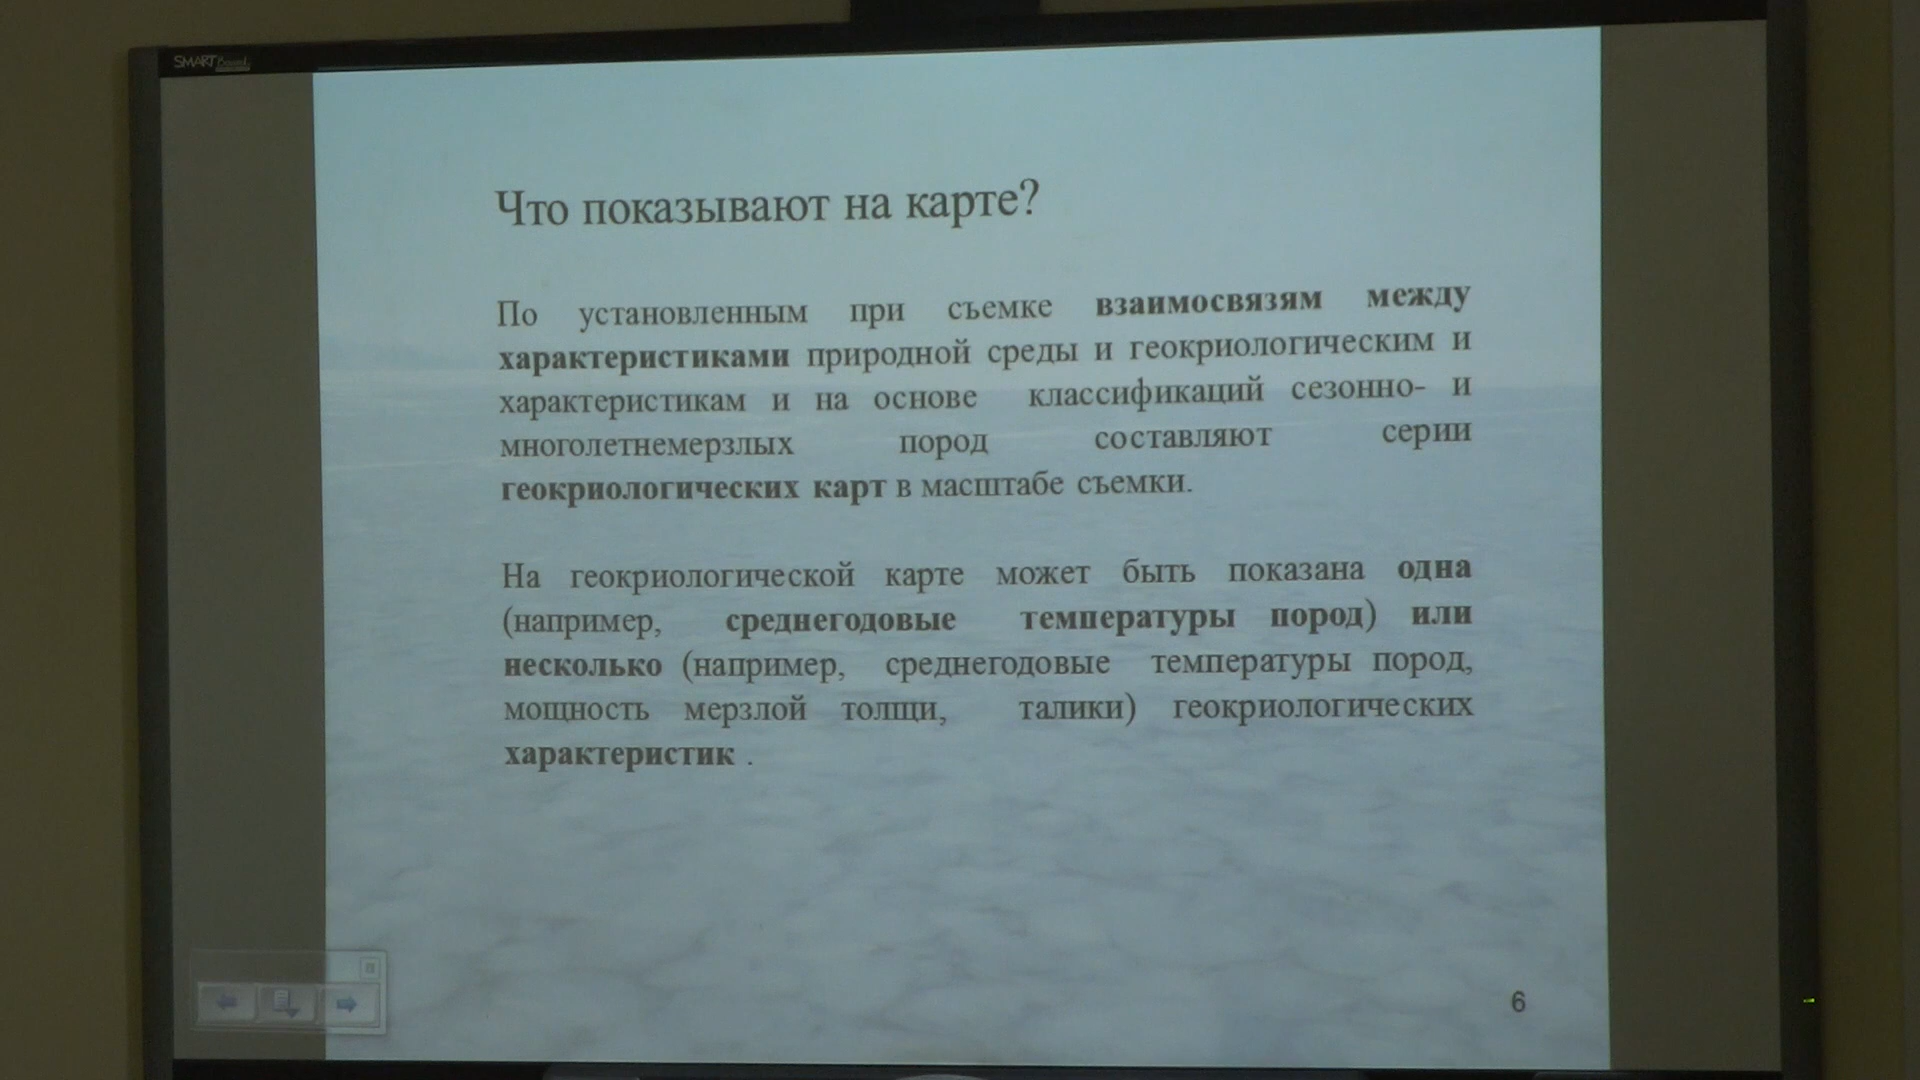 SMART Board
Что показывают на карте?
По установленным при съемке взаимосвязям между
характеристиками природной среды и геокриологическим и
характеристикам и на основе классификаций сезонно- и
многолетнемерзлых пород составляют серии
геокриологических карт в масштабе съемки.
На геокриологической карте может быть показана одна
(например, среднегодовые температуры пород) или
несколько (например, среднегодовые температуры пород,
мощность мерзлой толщи, талики) геокриологических
характеристик .
6